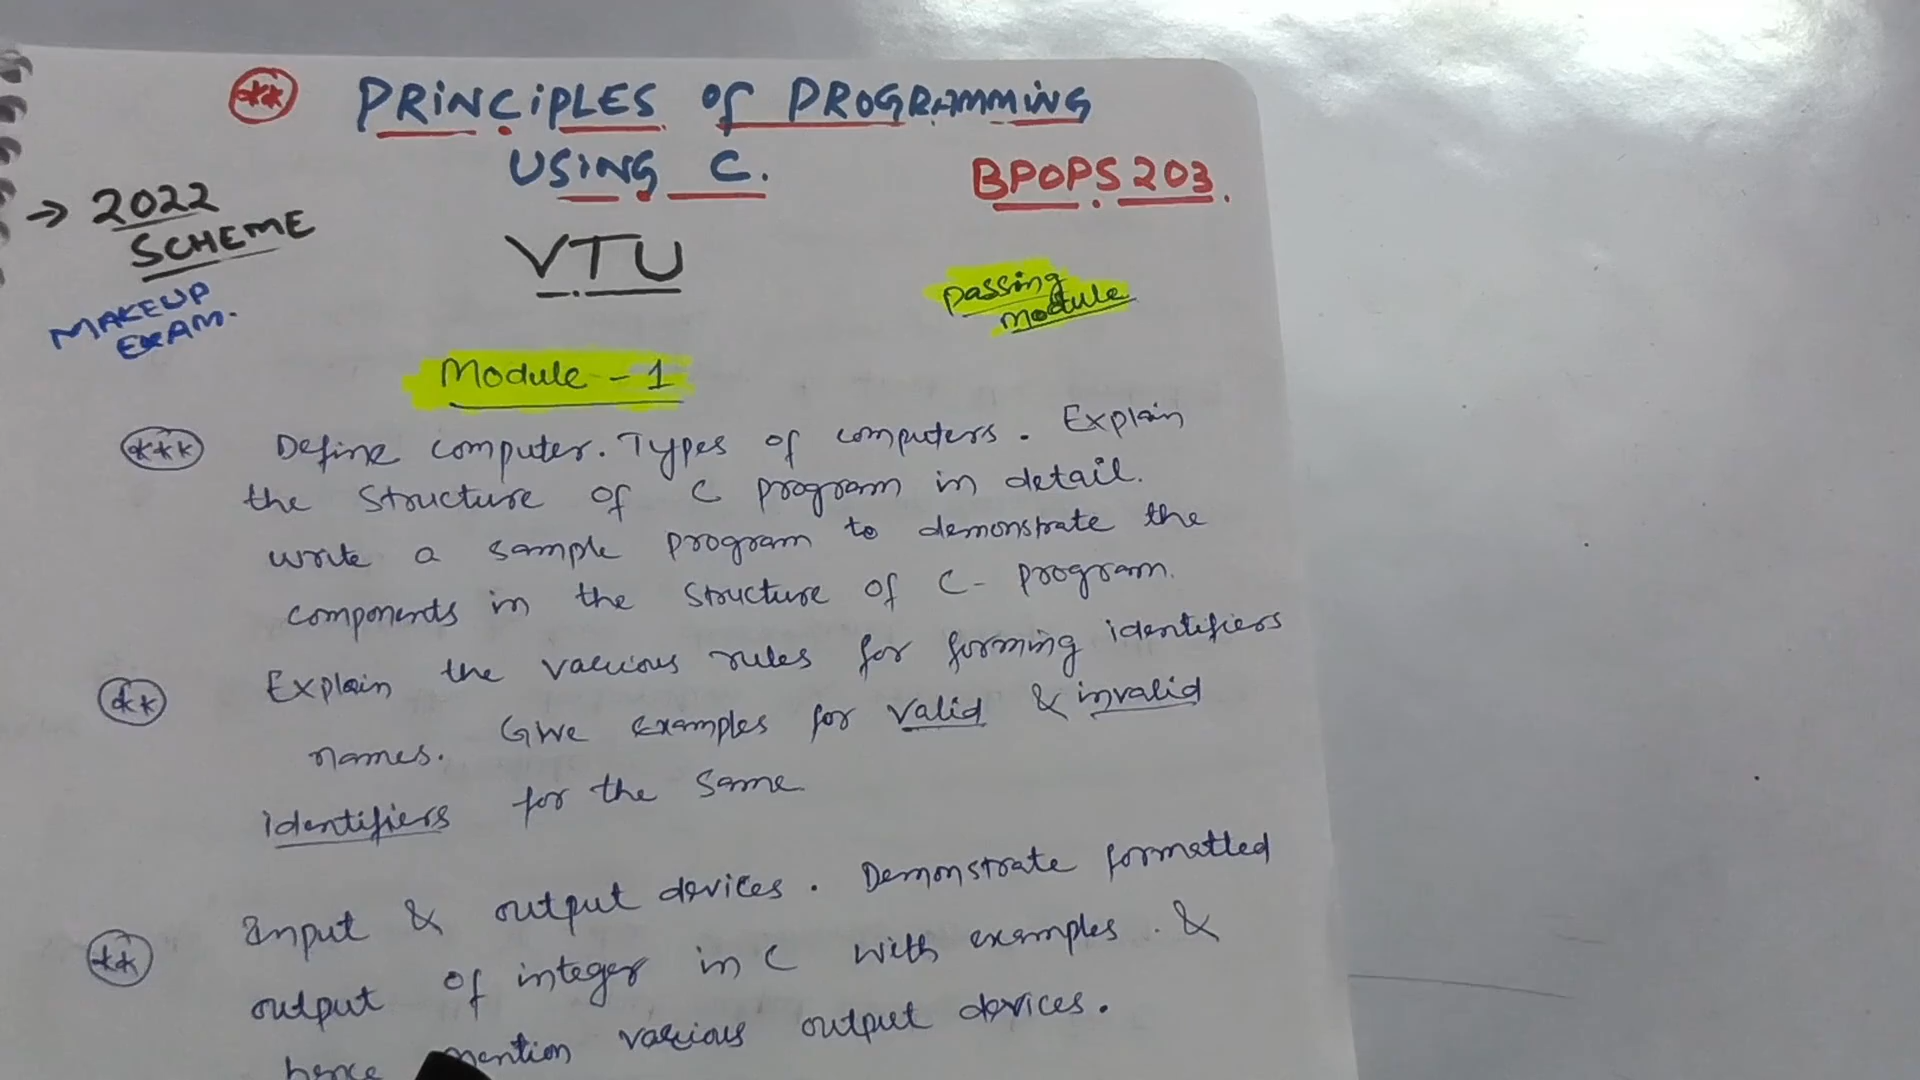 ** PRINCIPLES OF PROGRAMMING
USING C.
BPOPS203.
→ 2022
SCHEME
VTU
MAKEUP
EXAM.
passing
module
Module - 1
*** Define computer. Types of computers. Explain
the structure of C program in detail.
write a sample program to demonstrate the
components in the structure of C- program.
** Explain the various rules for forming identifiers
names. Give examples for valid & invalid
identifiers for the same
** Input & output devices. Demonstrate formatted
output of integer in C with examples. &
hence mention various output devices.